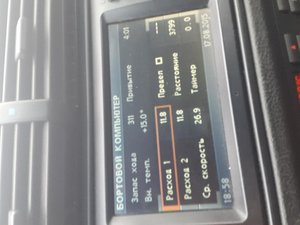 БОРТОВОЙ КОМПЬЮТЕР
Запас хода 311 Прибытие 4:01
Вн. темп. +15.0° Предел ---
Расход 1 11.8
Расход 2 11.8 Расстояние 3799
Ср. скорость 26.9 Таймер 0.0
18:58 17.08.2015